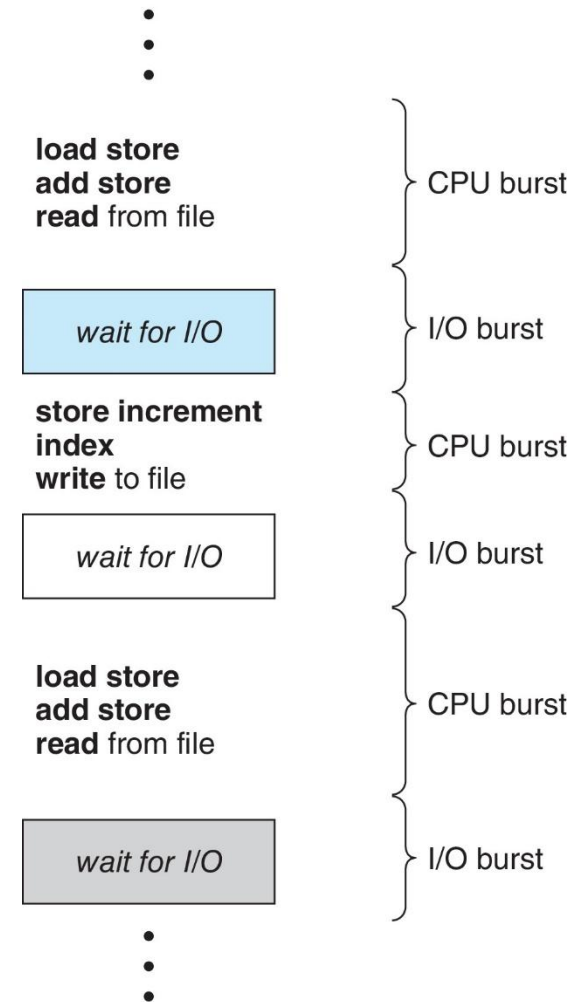 load store
add store
read from file
CPU burst
wait for I/O
I/O burst
store increment
index
write to file
CPU burst
wait for I/O
I/O burst
load store
add store
read from file
CPU burst
wait for I/O
I/O burst